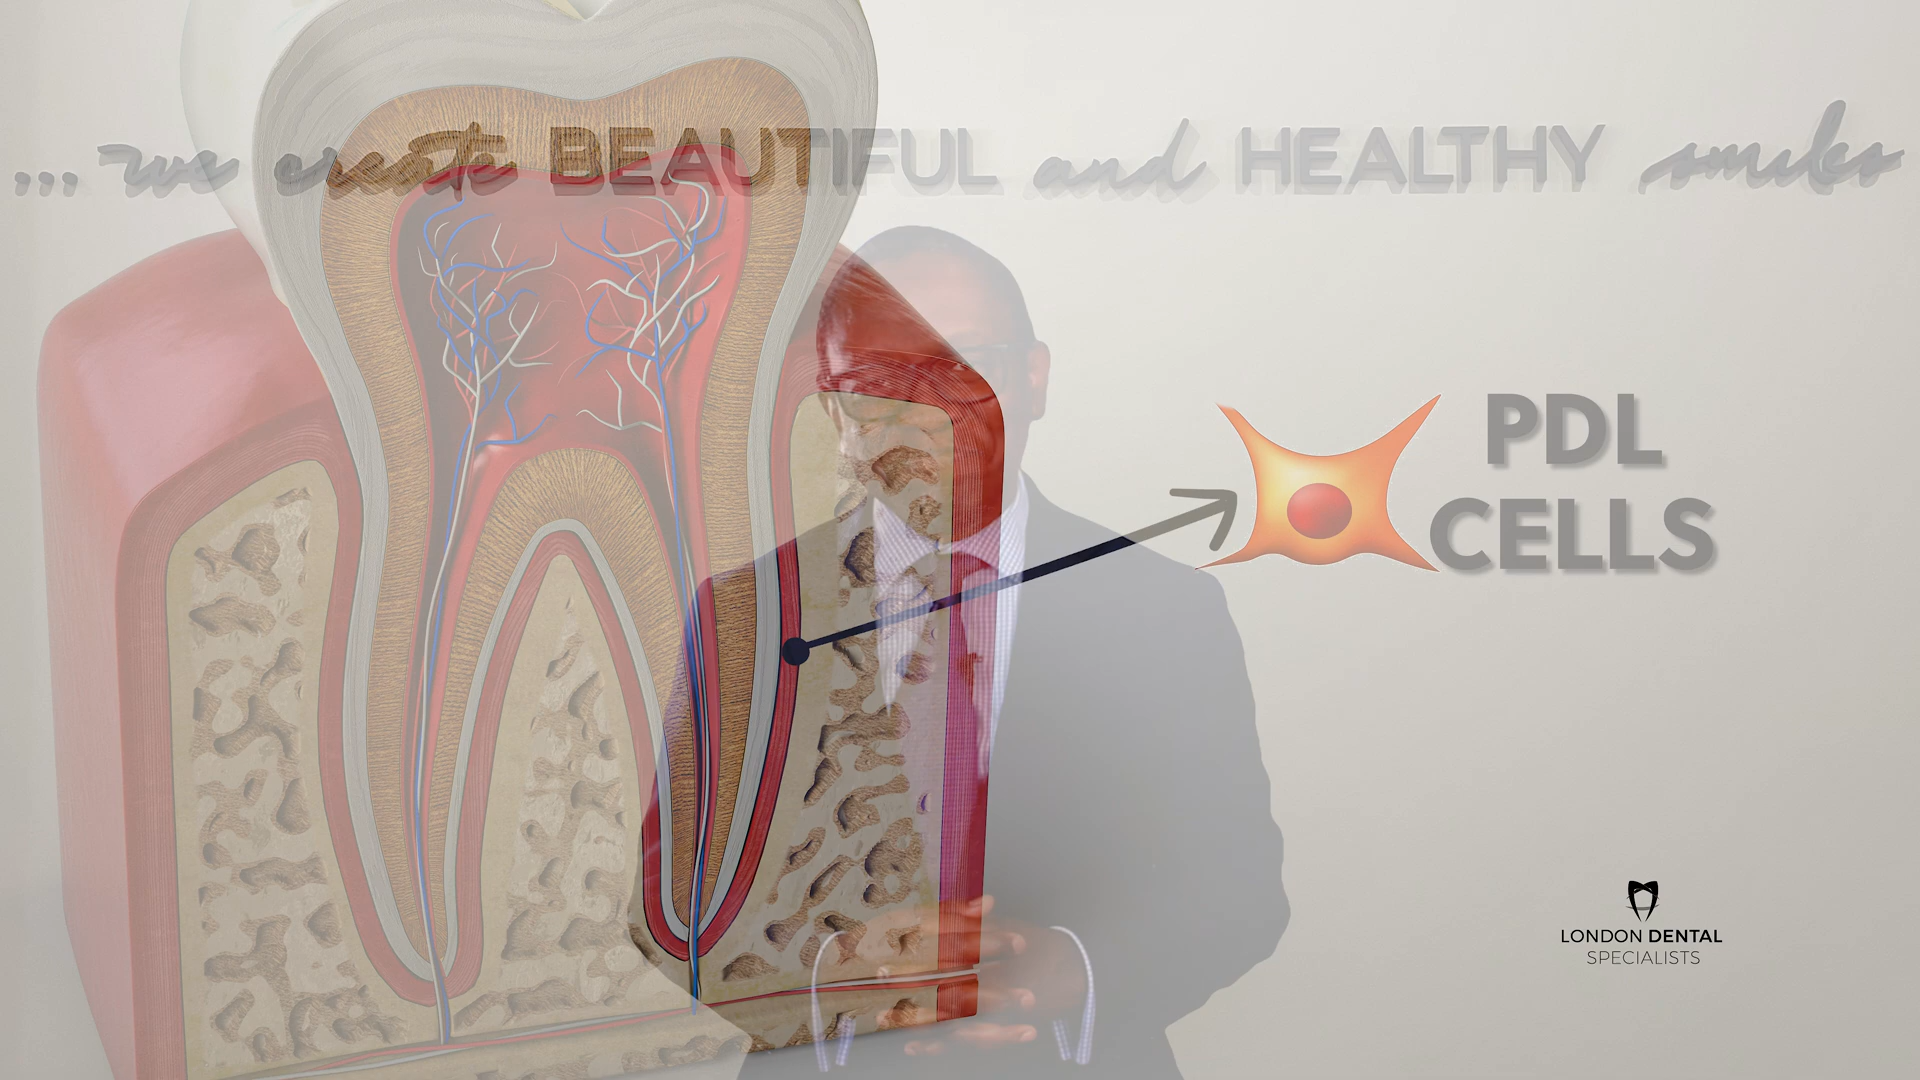 ... we create BEAUTIFUL and HEALTHY smiles
PDL
CELLS
LONDON DENTAL
SPECIALISTS